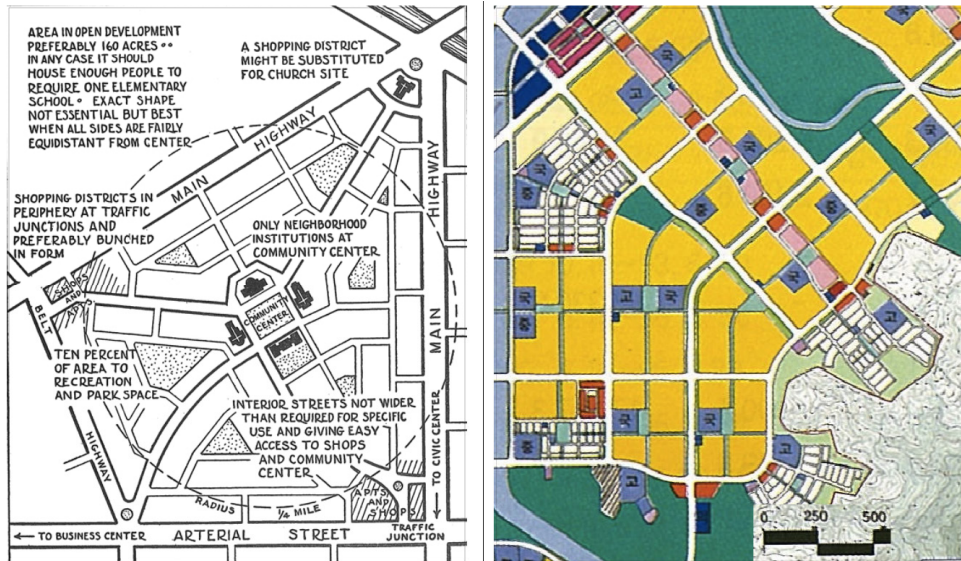 AREA IN OPEN DEVELOPMENT
PREFERABLY 160 ACRES ••
IN ANY CASE IT SHOULD
HOUSE ENOUGH PEOPLE TO
REQUIRE ONE ELEMENTARY
SCHOOL • EXACT SHAPE
NOT ESSENTIAL BUT BEST
WHEN ALL SIDES ARE FAIRLY
EQUIDISTANT FROM CENTER
A SHOPPING DISTRICT
MIGHT BE SUBSTITUTED
FOR CHURCH SITE
MAIN HIGHWAY
MAIN HIGHWAY
SHOPPING DISTRICTS IN
PERIPHERY AT TRAFFIC
JUNCTIONS AND
PREFERABLY BUNCHED
IN FORM
ONLY NEIGHBORHOOD
INSTITUTIONS AT
COMMUNITY CENTER
SHOPS
AND
APTS
COMMUNITY
CENTER
BELT HIGHWAY
TEN PERCENT
OF AREA TO
RECREATION
AND PARK SPACE
INTERIOR STREETS NOT WIDER
THAN REQUIRED FOR SPECIFIC
USE AND GIVING EASY
ACCESS TO SHOPS
AND COMMUNITY
CENTER
RADIUS ¼ MILE
APTS
AND
SHOPS
TO CIVIC CENTER
TRAFFIC
JUNCTION
TO BUSINESS CENTER
ARTERIAL STREET
0 250 500